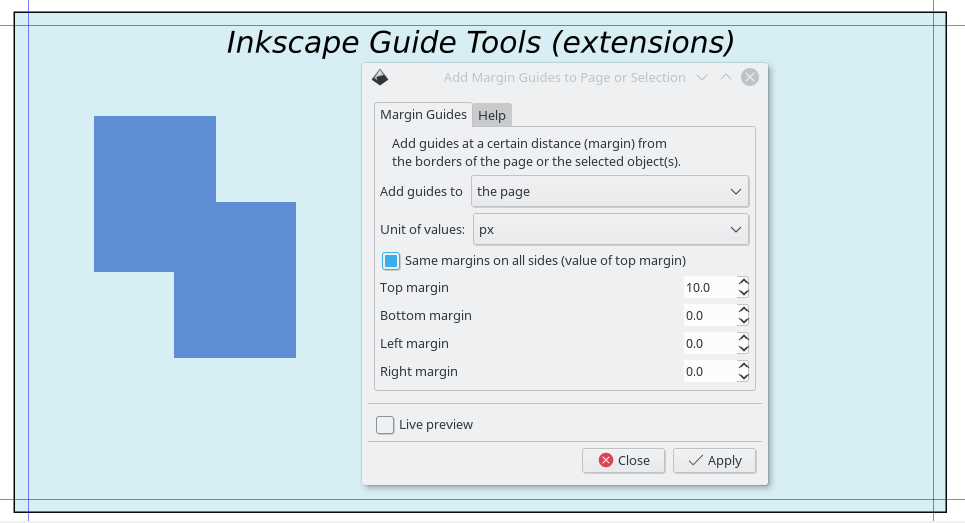 Inkscape Guide Tools (extensions)
Add Margin Guides to Page or Selection
Margin Guides Help
Add guides at a certain distance (margin) from
the borders of the page or the selected object(s).
Add guides to the page
Unit of values: px
Same margins on all sides (value of top margin)
Top margin 10.0
Bottom margin 0.0
Left margin 0.0
Right margin 0.0
Live preview
Close Apply